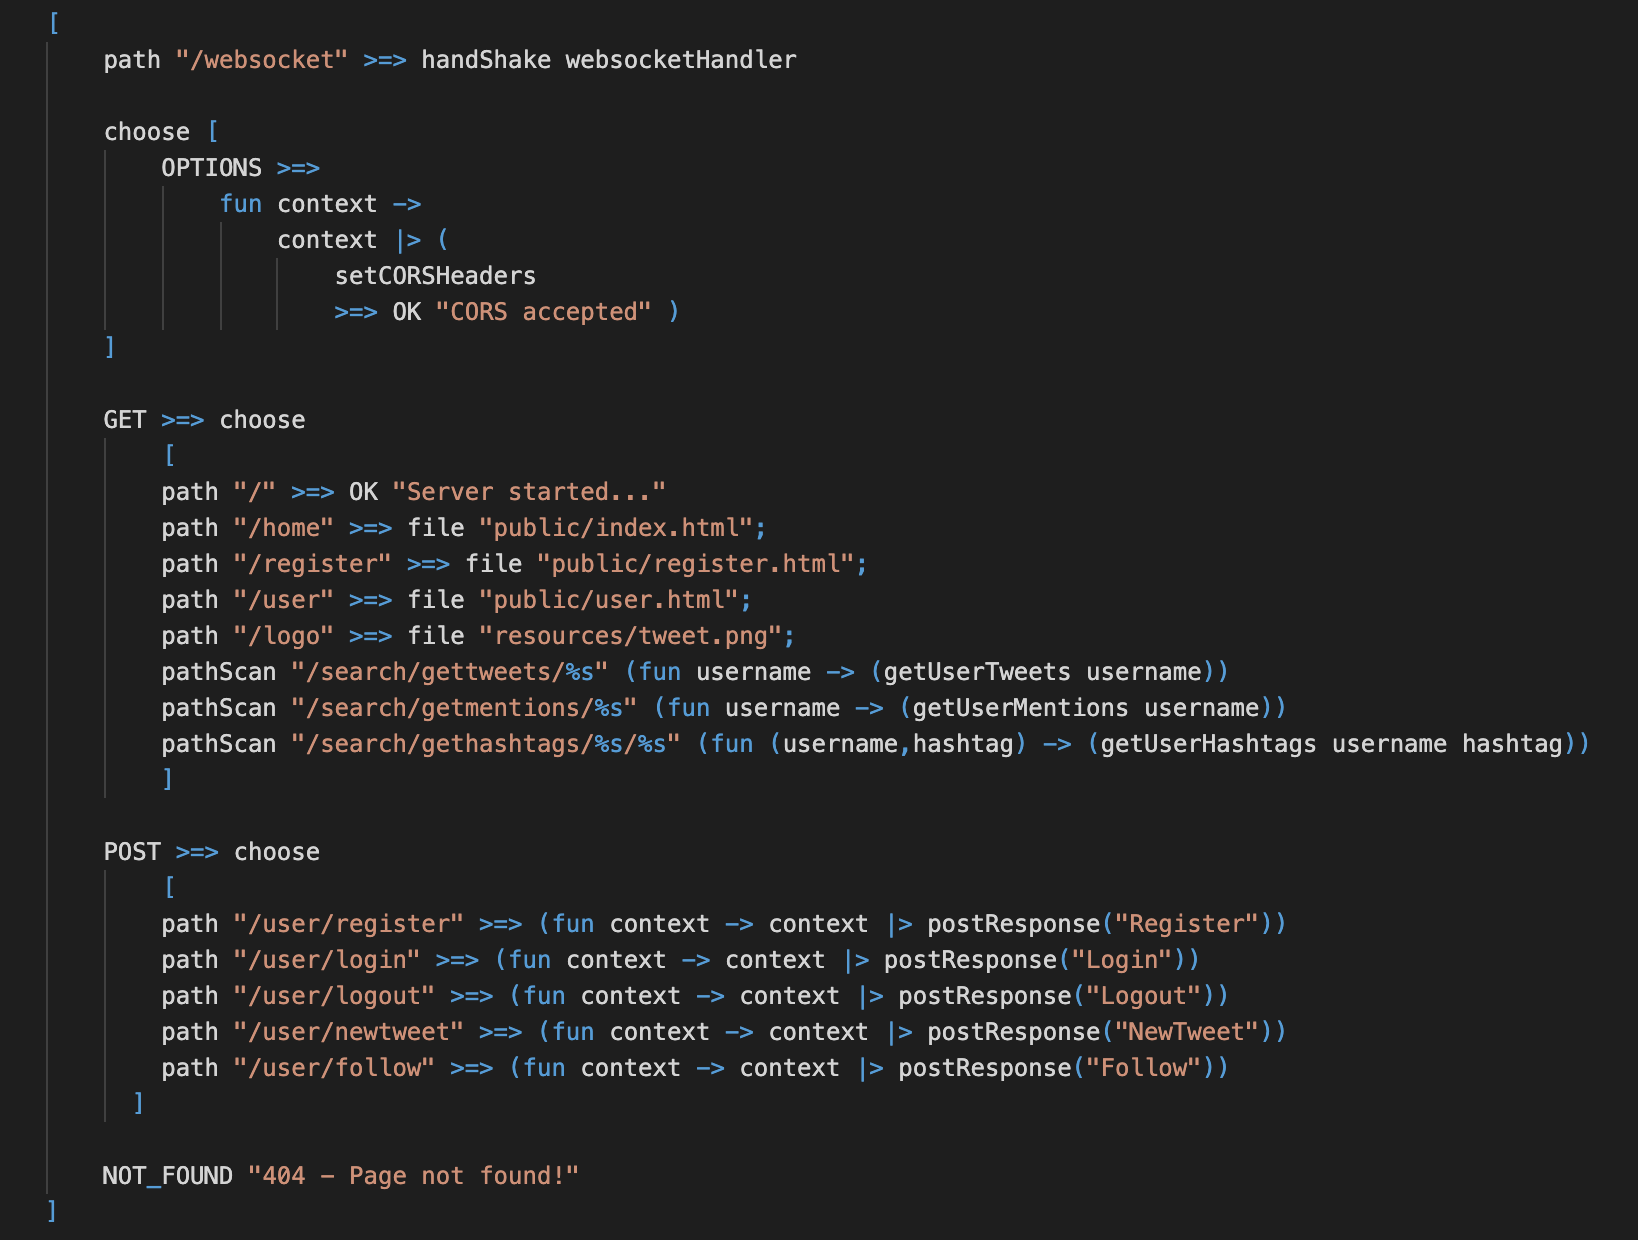 [
path "/websocket" >=> handShake websocketHandler
choose [
OPTIONS >=>
fun context ->
context |> (
setCORSHeaders
>=> OK "CORS accepted" )
]
GET >=> choose
[
path "/" >=> OK "Server started..."
path "/home" >=> file "public/index.html";
path "/register" >=> file "public/register.html";
path "/user" >=> file "public/user.html";
path "/logo" >=> file "resources/tweet.png";
pathScan "/search/gettweets/%s" (fun username -> (getUserTweets username))
pathScan "/search/getmentions/%s" (fun username -> (getUserMentions username))
pathScan "/search/gethashtags/%s/%s" (fun (username,hashtag) -> (getUserHashtags username hashtag))
]
POST >=> choose
[
path "/user/register" >=> (fun context -> context |> postResponse("Register"))
path "/user/login" >=> (fun context -> context |> postResponse("Login"))
path "/user/logout" >=> (fun context -> context |> postResponse("Logout"))
path "/user/newtweet" >=> (fun context -> context |> postResponse("NewTweet"))
path "/user/follow" >=> (fun context -> context |> postResponse("Follow"))
]
NOT_FOUND "404 - Page not found!"
]